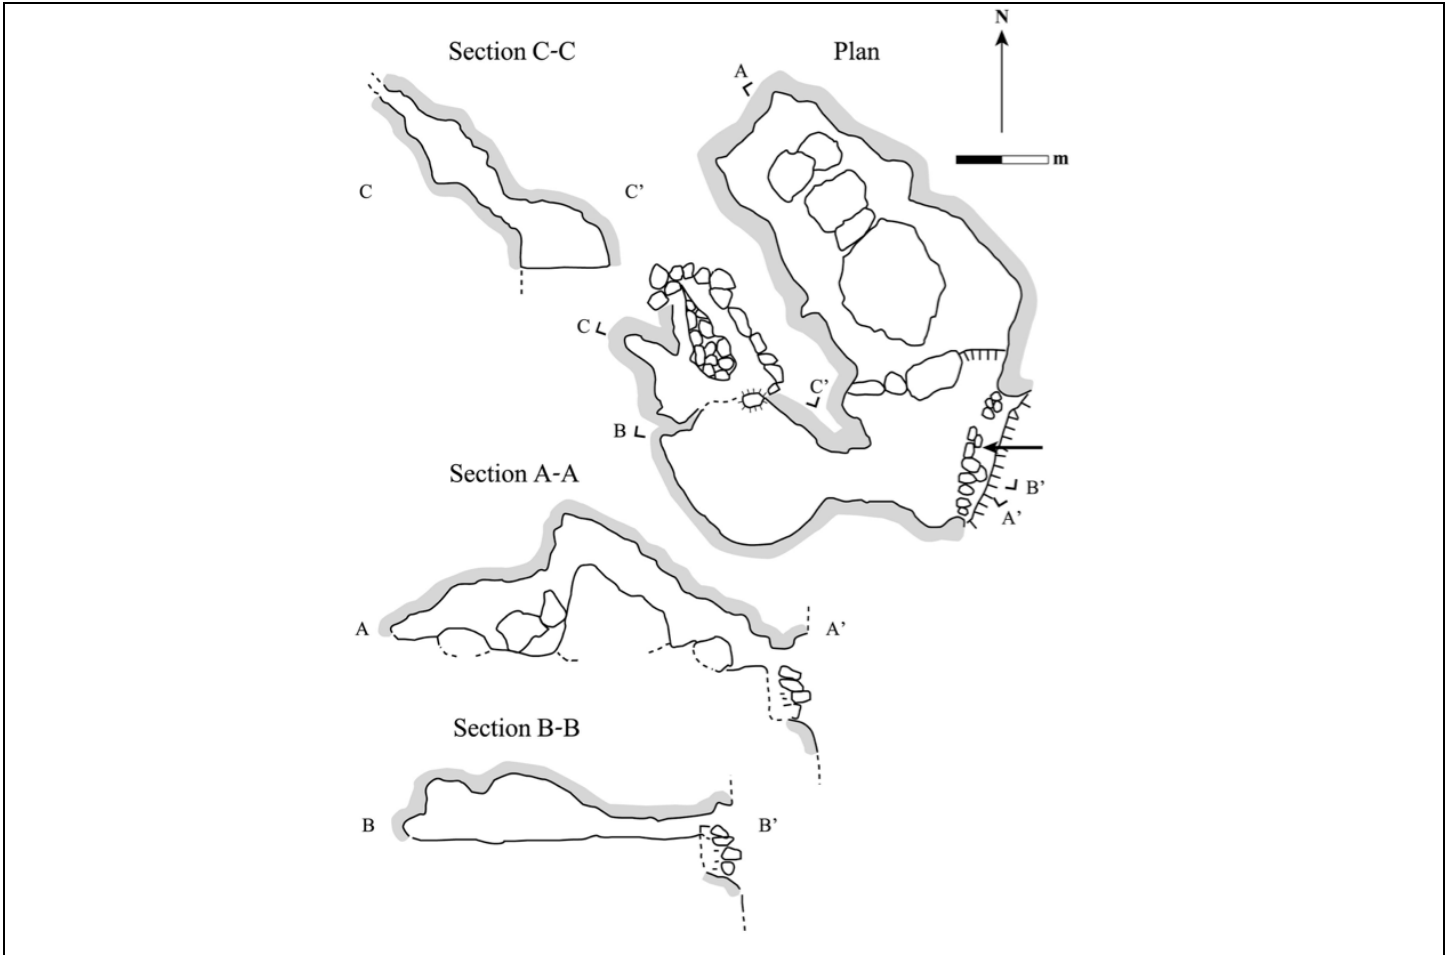 N
Section C-C
Plan
A
m
C
C’
C
C’
B
Section A-A
B’
A’
A
A’
Section B-B
B
B’